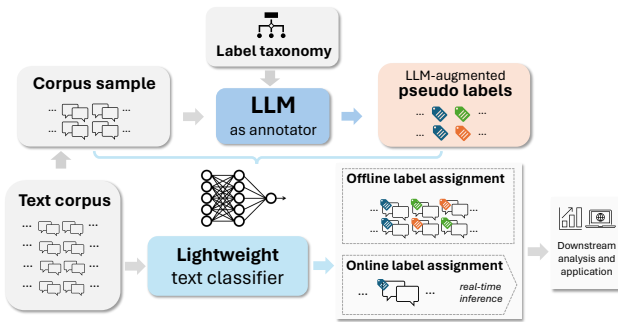 Label taxonomy
Corpus sample
... ...
... ...
LLM
as annotator
LLM-augmented
pseudo labels
... ...
... ...
Text corpus
... ...
... ...
... ...
... ...
Lightweight
text classifier
Offline label assignment
... ...
... ...
Online label assignment
... ...
real-time
inference
Downstream
analysis and
application